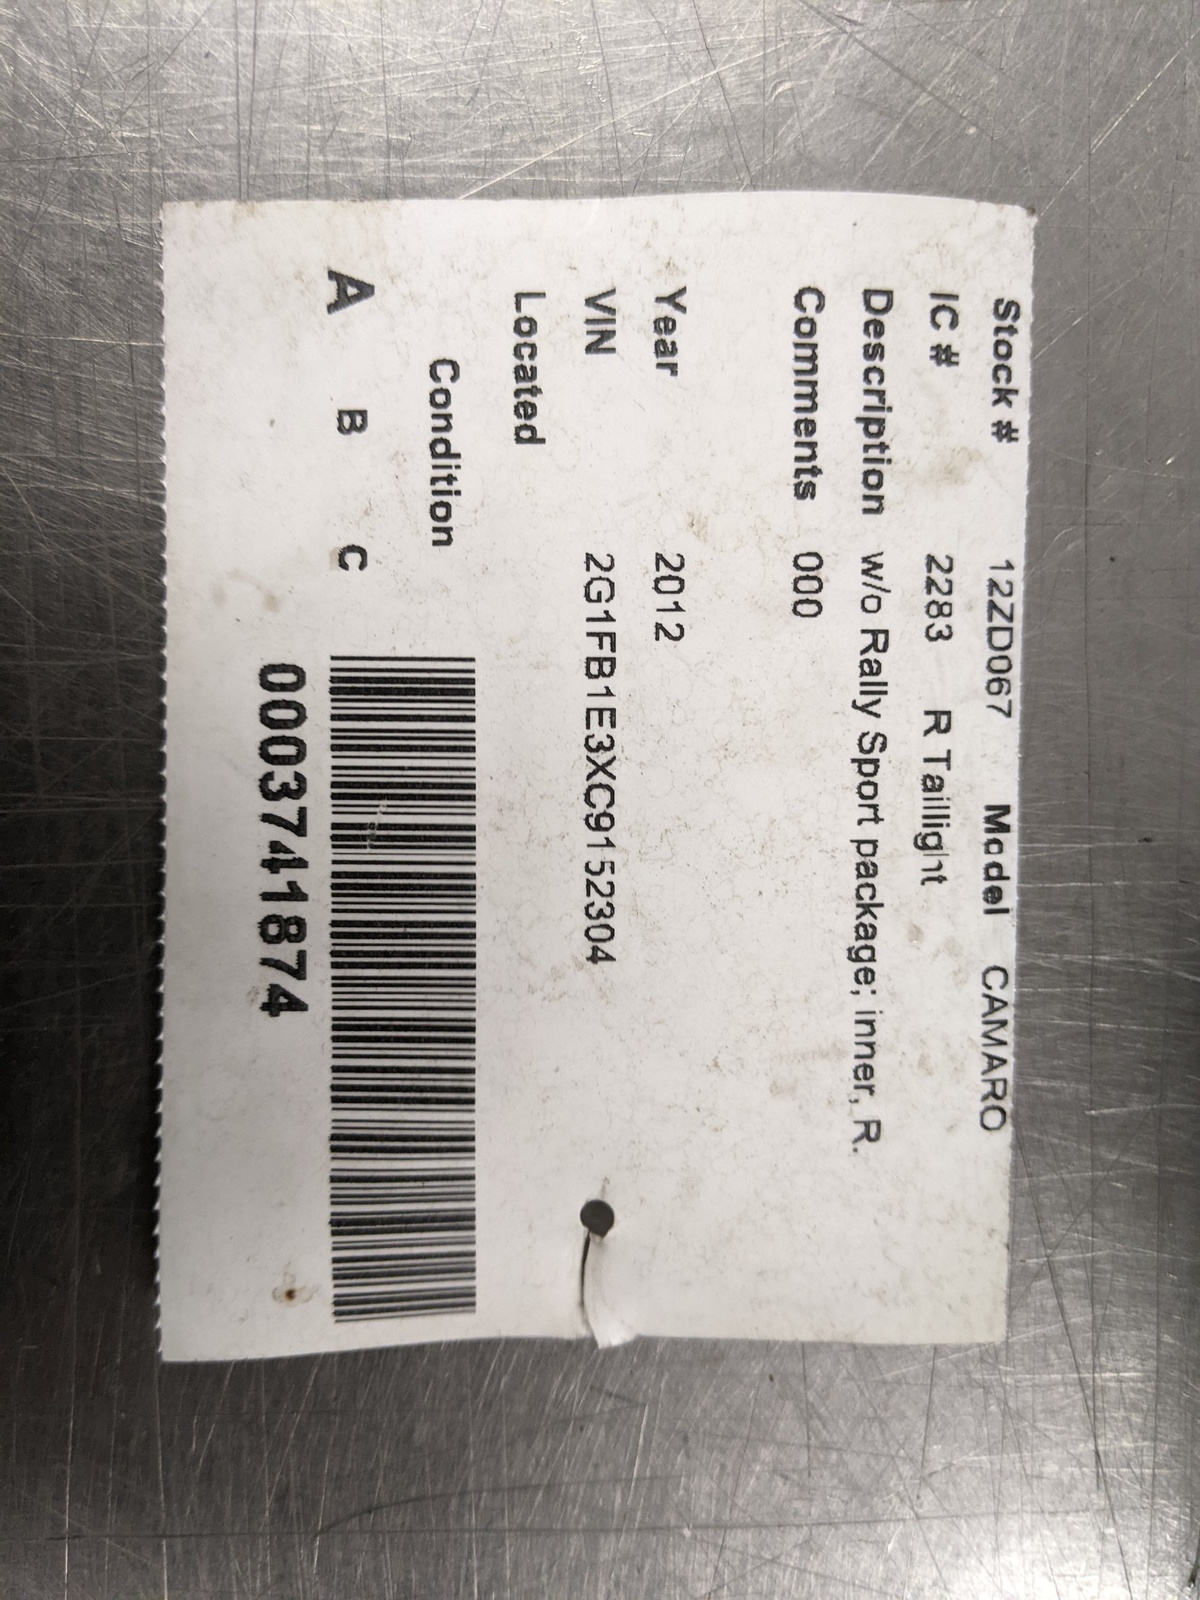 Stock # 12ZD067 Model CAMARO
IC # 2283 R Taillight
Description w/o Rally Sport package; inner, R.
Comments 000
Year 2012
VIN 2G1FB1E3XC9152304
Located
Condition
A B C
0003741874